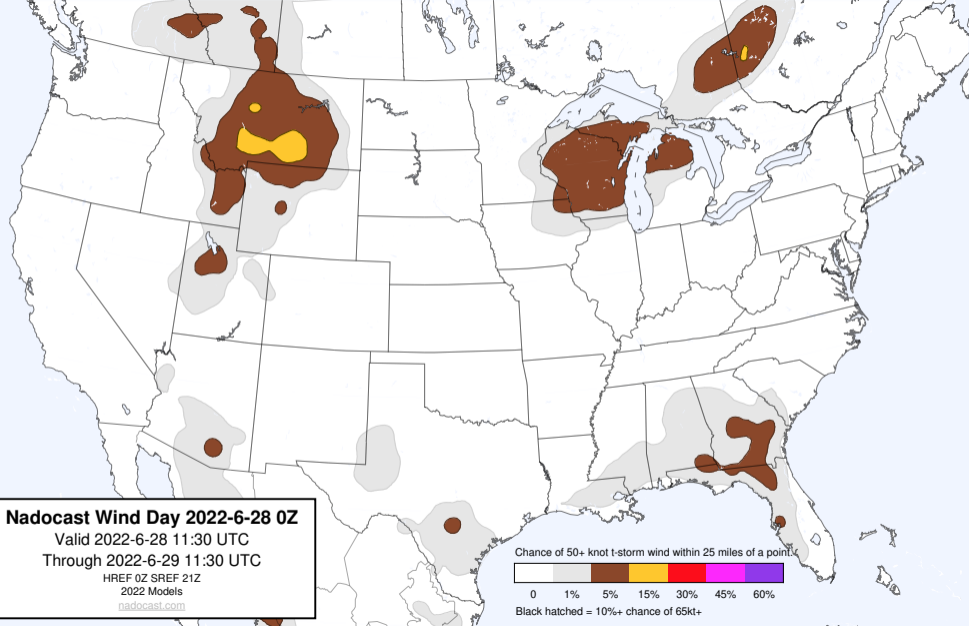 Nadocast Wind Day 2022-6-28 0Z
Valid 2022-6-28 11:30 UTC
Through 2022-6-29 11:30 UTC
HREF 0Z SREF 21Z
2022 Models
nadocast.com
Chance of 50+ knot t-storm wind within 25 miles of a point.
0 1% 5% 15% 30% 45% 60%
Black hatched = 10%+ chance of 65kt+